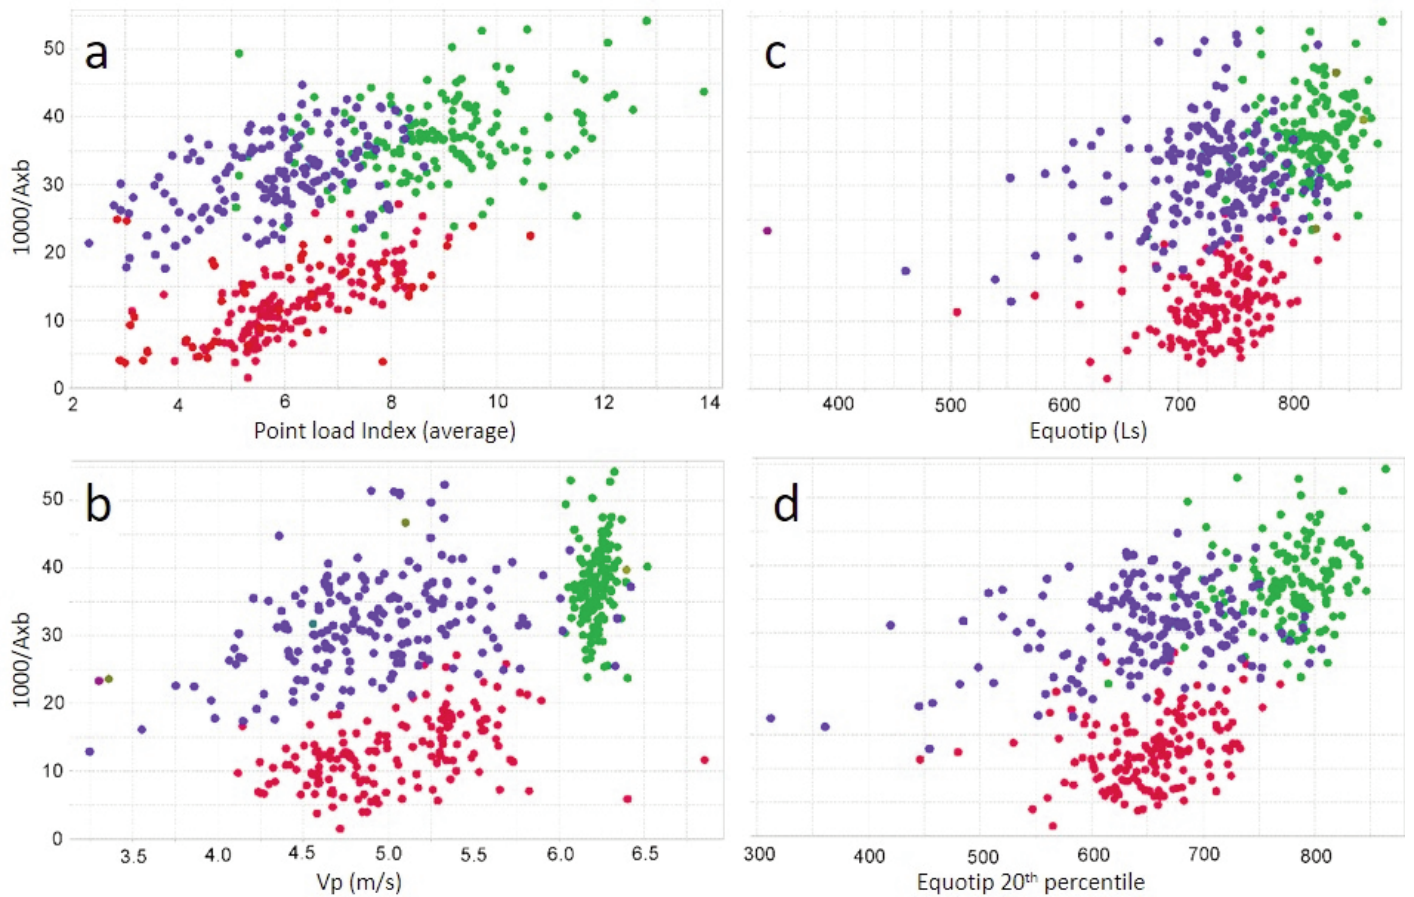 a
50
40
30
20
10
0
1000/Axb
2 4 6 8 10 12 14
Point load Index (average)
c
400 500 600 700 800
Equotip (Ls)
b
50
40
30
20
10
0
1000/Axb
3.5 4.0 4.5 5.0 5.5 6.0 6.5
Vp (m/s)
d
300 400 500 600 700 800
Equotip 20th percentile